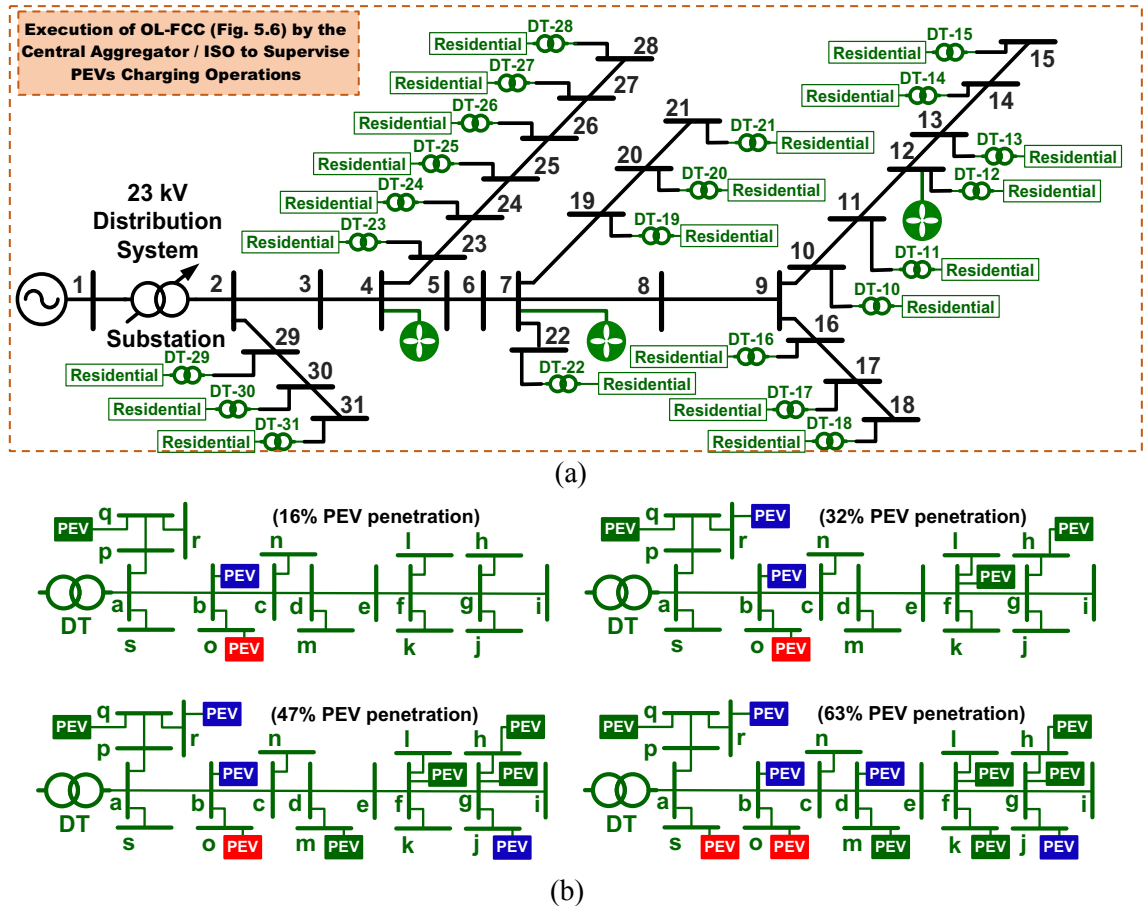 Execution of OL-FCC (Fig. 5.6) by the
Central Aggregator / ISO to Supervise
PEVs Charging Operations
Residential DT-28 28
Residential DT-27 27
Residential DT-26 26
Residential DT-25 25
Residential DT-24 24
Residential DT-23 23
21 DT-21 Residential
20 DT-20 Residential
19 DT-19 Residential
Residential DT-15 15
Residential DT-14 14
13 DT-13 Residential
12 DT-12 Residential
11 DT-11 Residential
10 DT-10 Residential
23 kV
Distribution
System
1 2 3 4 5 6 7 8 9
Substation
Residential DT-29 29
Residential DT-30 30
Residential DT-31 31
22 DT-22 Residential
Residential DT-16 16
Residential DT-17 17
Residential DT-18 18
(a)
(16% PEV penetration)
PEV q r n l h
p PEV
a b c d e f g i
DT s o PEV m k j
(32% PEV penetration)
PEV q r PEV n l h PEV
p PEV PEV
a b c d e f g i
DT s o PEV m k j
(47% PEV penetration)
PEV q r PEV n l h PEV
p PEV PEV PEV
a b c d e f g i
DT s o PEV m PEV k j PEV
(63% PEV penetration)
PEV q r PEV n l h PEV
p PEV PEV PEV PEV
a b c d e f g i
DT s PEV o PEV m PEV k PEV j PEV
(b)